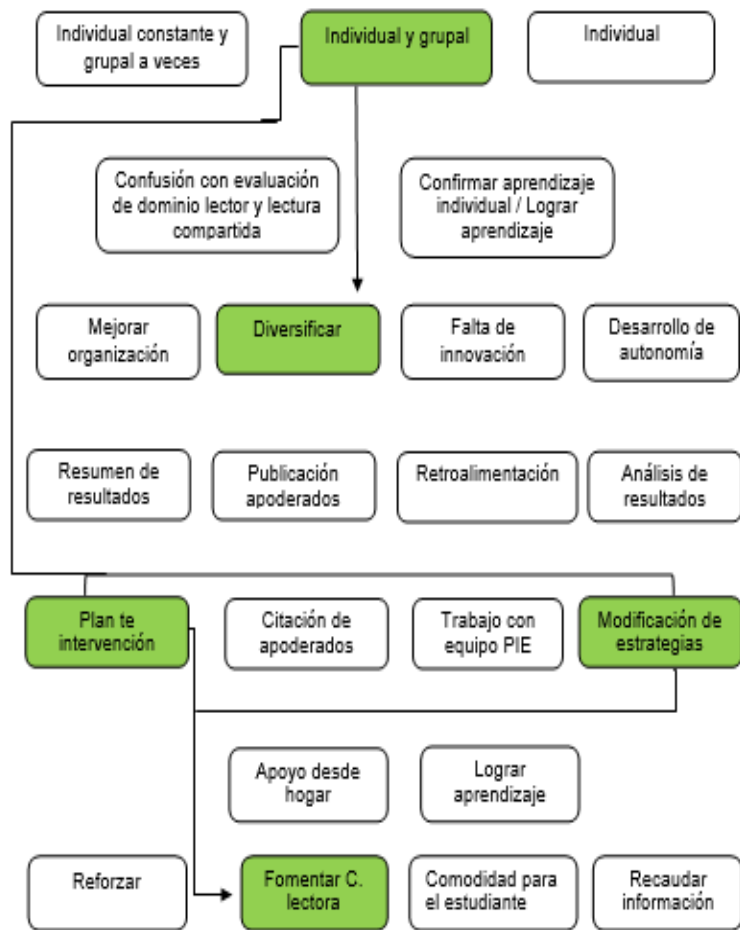 Individual constante y
grupal a veces
Individual y grupal
Individual
Confusión con evaluación
de dominio lector y lectura
compartida
Confirmar aprendizaje
individual / Lograr
aprendizaje
Mejorar
organización
Diversificar
Falta de
innovación
Desarrollo de
autonomía
Resumen de
resultados
Publicación
apoderados
Retroalimentación
Análisis de
resultados
Plan te
intervención
Citación de
apoderados
Trabajo con
equipo PIE
Modificación de
estrategias
Apoyo desde
hogar
Lograr
aprendizaje
Reforzar
Fomentar C.
lectora
Comodidad para
el estudiante
Recaudar
información